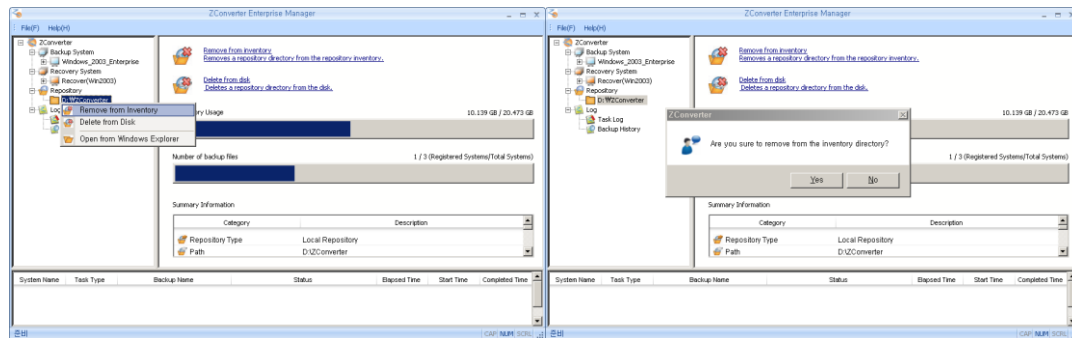 ZConverter Enterprise Manager
File(F) Help(H)
ZConverter
Backup System
Windows_2003_Enterprise
Recovery System
Recover(Win2003)
Repository
D:\ZConverter
Log
Remove from Inventory
Delete from Disk
Open from Windows Explorer
Remove from inventory
Removes a repository directory from the repository inventory.
Delete from disk
Deletes a repository directory from the disk.
ory Usage 10.139 GB / 20.473 GB
Number of backup files 1 / 3 (Registered Systems/Total Systems)
Summary Information
Category Description
Repository Type Local Repository
Path D:\ZConverter
System Name Task Type Backup Name Status Elapsed Time Start Time Completed Time
준비 CAP NUM SCRL
ZConverter Enterprise Manager
File(F) Help(H)
ZConverter
Backup System
Windows_2003_Enterprise
Recovery System
Recover(Win2003)
Repository
D:₩ZConverter
Log
Task Log
Backup History
Remove from inventory
Removes a repository directory from the repository inventory.
Delete from disk
Deletes a repository directory from the disk.
10.139 GB / 20.473 GB
ZConverter
Are you sure to remove from the inventory directory?
Yes No
1 / 3 (Registered Systems/Total Systems)
Summary Information
Category Description
Repository Type Local Repository
Path D:\ZConverter
System Name Task Type Backup Name Status Elapsed Time Start Time Completed Time
준비 CAP NUM SCRL